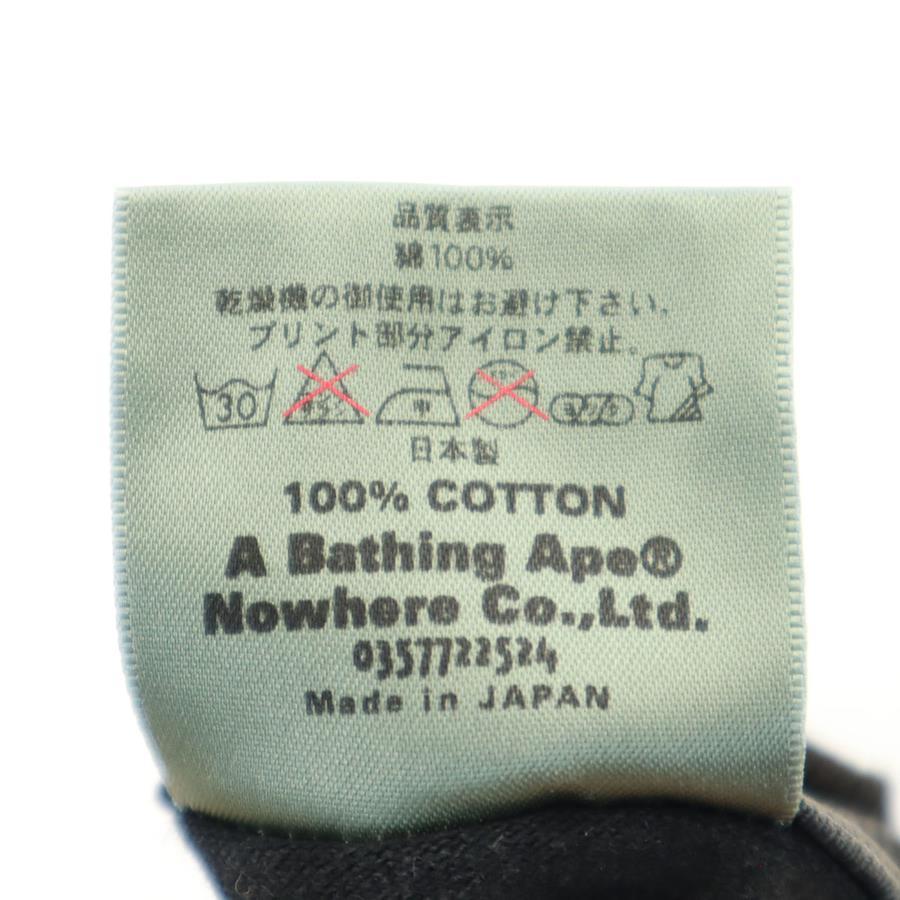 品質表示
綿100%
乾燥機の御使用はお避け下さい。
プリント部分アイロン禁止。
30 中
日本製
100% COTTON
A Bathing Ape®
Nowhere Co.,Ltd.
0357722524
Made in JAPAN